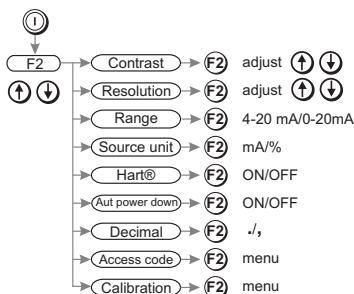 F2
Contrast F2 adjust
Resolution F2 adjust
Range F2 4-20 mA/0-20mA
Source unit F2 mA/%
Hart® F2 ON/OFF
Aut power down F2 ON/OFF
Decimal F2 ./,
Access code F2 menu
Calibration F2 menu